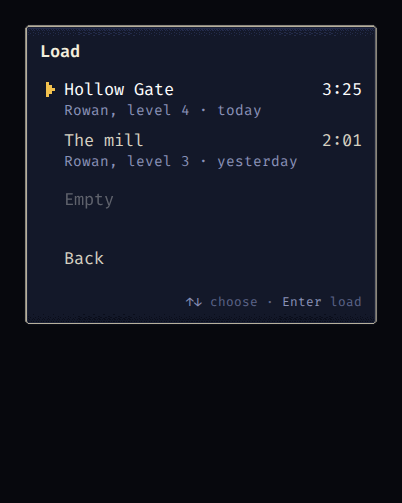 Load
Hollow Gate 3:25
Rowan, level 4 · today
The mill 2:01
Rowan, level 3 · yesterday
Empty
Back
↑↓ choose · Enter load